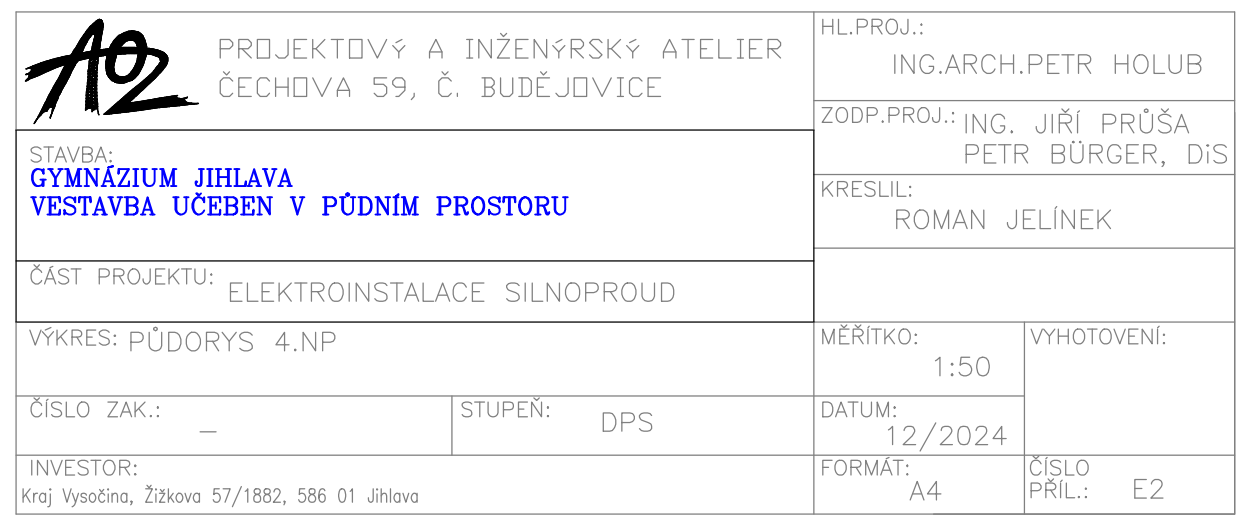 A02
PROJEKTOVÝ A INŽENÝRSKÝ ATELIER
ČECHOVA 59, Č. BUDĚJOVICE
HL.PROJ.:
ING.ARCH.PETR HOLUB
ZODP.PROJ.: ING. JIŘÍ PRŮŠA
PETR BÜRGER, DiS
KRESLIL:
ROMAN JELÍNEK
STAVBA:
GYMNÁZIUM JIHLAVA
VESTAVBA UČEBEN V PŮDNÍM PROSTORU
ČÁST PROJEKTU: ELEKTROINSTALACE SILNOPROUD
VÝKRES: PŮDORYS 4.NP
MĚŘÍTKO:
1:50
VYHOTOVENÍ:
ČÍSLO ZAK.:
_
STUPEŇ: DPS
DATUM:
12/2024
INVESTOR:
Kraj Vysočina, Žižkova 57/1882, 586 01 Jihlava
FORMÁT:
A4
ČÍSLO
PŘÍL.: E2